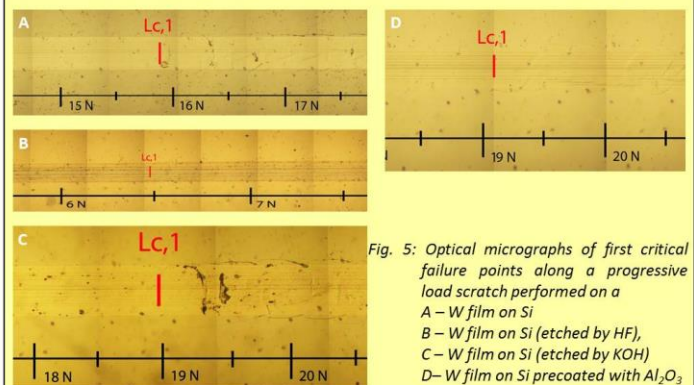 A
Lc,1
15 N
16 N
17 N
B
Lc,1
6 N
7 N
C
Lc,1
18 N
19 N
20 N
D
Lc,1
19 N
20 N
Fig. 5: Optical micrographs of first critical
failure points along a progressive
load scratch performed on a
A – W film on Si
B – W film on Si (etched by HF),
C – W film on Si (etched by KOH)
D– W film on Si precoated with Al₂O₃